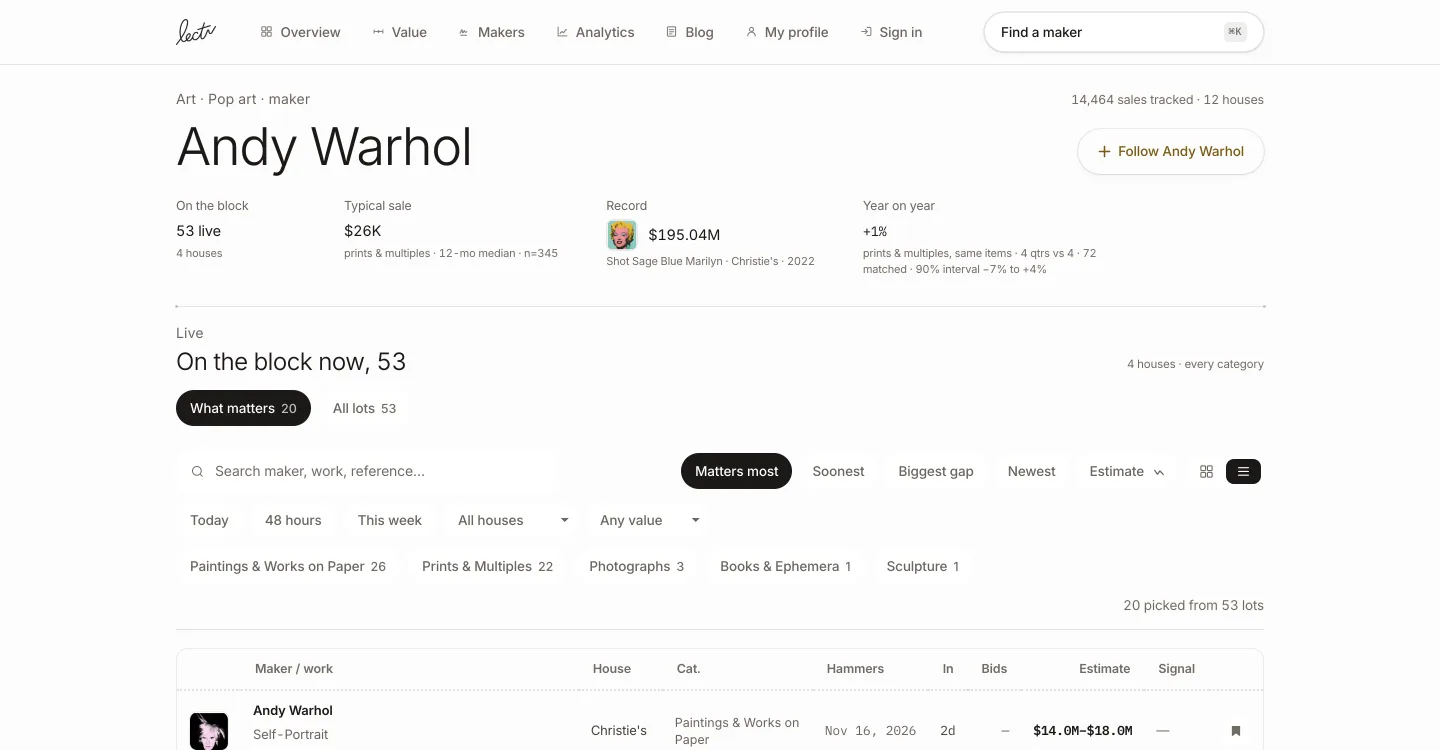 lectr
Overview Value Makers Analytics Blog My profile Sign in Find a maker ⌘K
Art · Pop art · maker 14,464 sales tracked · 12 houses
Andy Warhol
+ Follow Andy Warhol
On the block Typical sale Record Year on year
53 live $26K $195.04M +1%
4 houses prints & multiples · 12-mo median · n=345 Shot Sage Blue Marilyn · Christie's · 2022 prints & multiples, same items · 4 qtrs vs 4 · 72
matched · 90% interval −7% to +4%
Live
On the block now, 53
4 houses · every category
What matters 20 All lots 53
Search maker, work, reference... Matters most Soonest Biggest gap Newest Estimate
Today 48 hours This week All houses Any value
Paintings & Works on Paper 26 Prints & Multiples 22 Photographs 3 Books & Ephemera 1 Sculpture 1
20 picked from 53 lots
Maker / work House Cat. Hammers In Bids Estimate Signal
Andy Warhol
Self-Portrait Christie's Paintings & Works on Nov 16, 2026 2d – $14.0M–$18.0M —
Paper